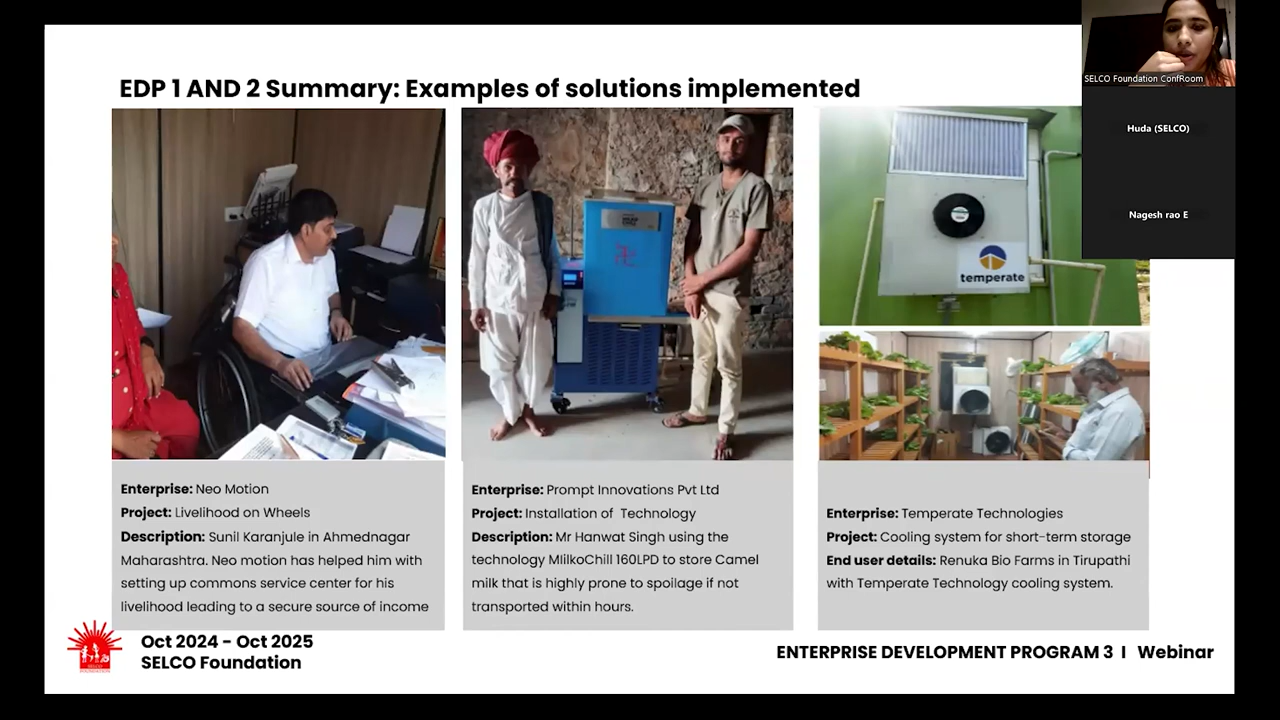 EDP 1 AND 2 Summary: Examples of solutions implemented
SELCO Foundation ConfRoom
Huda (SELCO)
Nagesh rao E
temperate
Enterprise: Neo Motion
Project: Livelihood on Wheels
Description: Sunil Karanjule in Ahmednagar
Maharashtra. Neo motion has helped him with
setting up commons service center for his
livelihood leading to a secure source of income
Enterprise: Prompt Innovations Pvt Ltd
Project: Installation of Technology
Description: Mr Hanwat Singh using the
technology MIilkoChill 160LPD to store Camel
milk that is highly prone to spoilage if not
transported within hours.
Enterprise: Temperate Technologies
Project: Cooling system for short-term storage
End user details: Renuka Bio Farms in Tirupathi
with Temperate Technology cooling system.
Oct 2024 - Oct 2025
SELCO Foundation
ENTERPRISE DEVELOPMENT PROGRAM 3 I Webinar